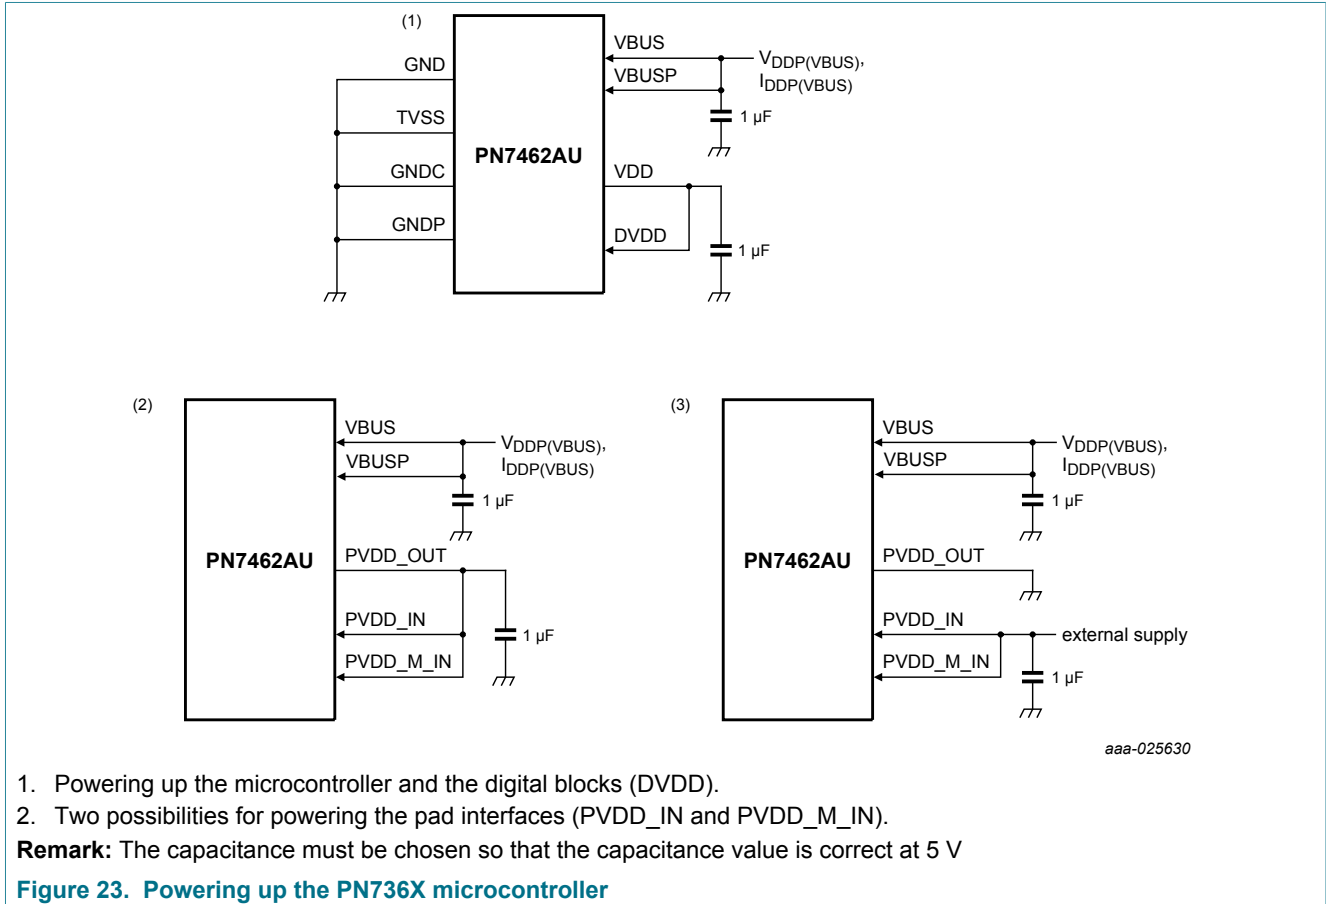 (1)
GND
TVSS
GNDC
GNDP
PN7462AU
VBUS
VBUSP
VDDP(VBUS),
IDDP(VBUS)
1 µF
VDD
DVDD
1 µF
(2)
PN7462AU
VBUS
VBUSP
VDDP(VBUS),
IDDP(VBUS)
1 µF
PVDD_OUT
PVDD_IN
PVDD_M_IN
1 µF
(3)
PN7462AU
VBUS
VBUSP
VDDP(VBUS),
IDDP(VBUS)
1 µF
PVDD_OUT
PVDD_IN
PVDD_M_IN
external supply
1 µF
aaa-025630
1. Powering up the microcontroller and the digital blocks (DVDD).
2. Two possibilities for powering the pad interfaces (PVDD_IN and PVDD_M_IN).
Remark: The capacitance must be chosen so that the capacitance value is correct at 5 V
Figure 23. Powering up the PN736X microcontroller